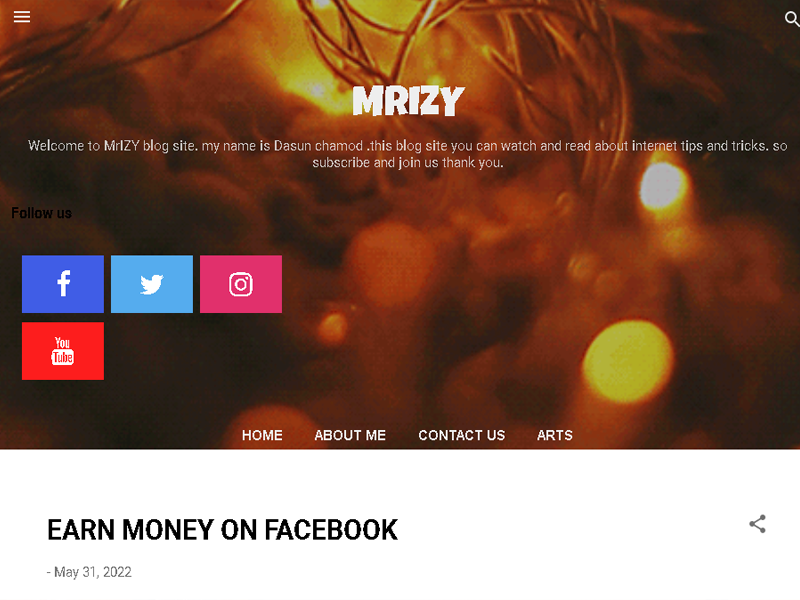 MRIZY
Welcome to MrIZY blog site. my name is Dasun chamod .this blog site you can watch and read about internet tips and tricks. so
subscribe and join us thank you.
Follow us
You
Tube
HOME ABOUT ME CONTACT US ARTS
EARN MONEY ON FACEBOOK
- May 31, 2022